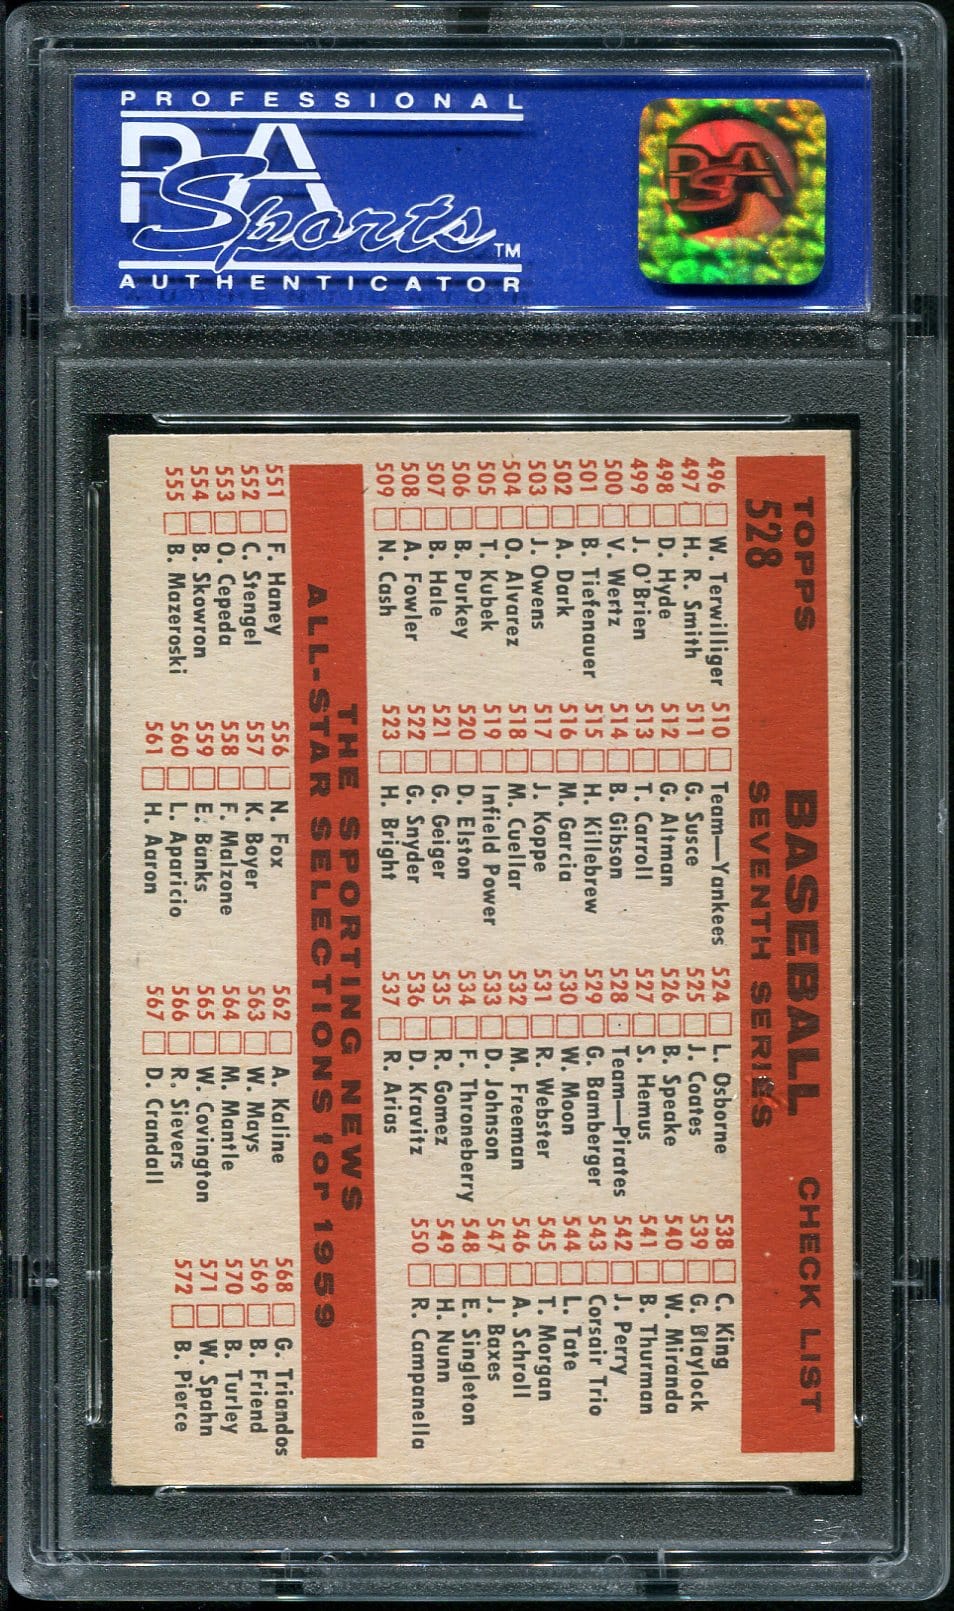 PROFESSIONAL
PSA
Sports™
AUTHENTICATOR
PSA
TOPPS BASEBALL CHECK LIST
528 SEVENTH SERIES
496 W. Terwilliger
497 H. R. Smith
498 D. Hyde
499 J. O'Brien
500 V. Wertz
501 B. Tiefenauer
502 A. Dark
503 J. Owens
504 O. Alvarez
505 T. Kubek
506 B. Purkey
507 B. Hale
508 A. Fowler
509 N. Cash
510 Team—Yankees
511 G. Susce
512 G. Altman
513 T. Carroll
514 B. Gibson
515 H. Killebrew
516 M. Garcia
517 J. Koppe
518 M. Cuellar
519 Infield Power
520 D. Elston
521 G. Geiger
522 G. Snyder
523 H. Bright
524 L. Osborne
525 J. Coates
526 B. Speake
527 S. Hemus
528 Team—Pirates
529 G. Bamberger
530 W. Moon
531 R. Webster
532 M. Freeman
533 D. Johnson
534 F. Throneberry
535 R. Gomez
536 D. Kravitz
537 R. Arias
538 C. King
539 G. Blaylock
540 W. Miranda
541 B. Thurman
542 J. Perry
543 Corsair Trio
544 L. Tate
545 T. Morgan
546 A. Schroll
547 J. Baxes
548 E. Singleton
549 H. Nunn
550 R. Campanella
THE SPORTING NEWS
ALL-STAR SELECTIONS for 1959
551 F. Haney
552 C. Stengel
553 O. Cepeda
554 B. Skowron
555 B. Mazeroski
556 N. Fox
557 K. Boyer
558 F. Malzone
559 E. Banks
560 L. Aparicio
561 H. Aaron
562 A. Kaline
563 W. Mays
564 M. Mantle
565 W. Covington
566 R. Sievers
567 D. Crandall
568 G. Triandos
569 B. Friend
570 B. Turley
571 W. Spahn
572 B. Pierce